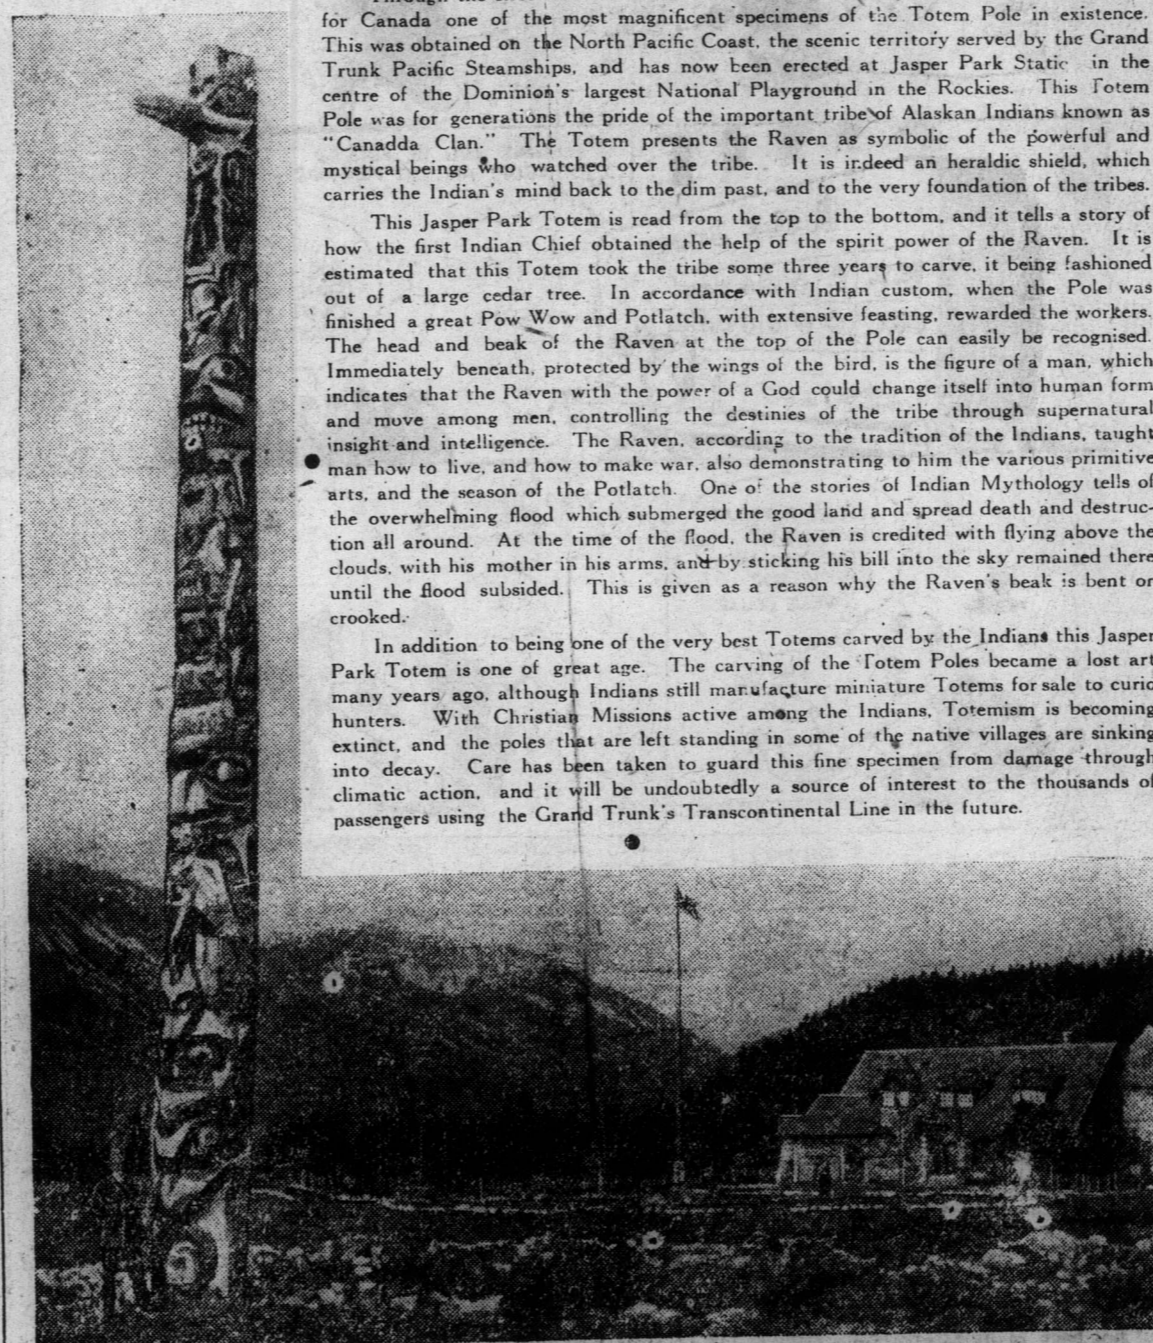 for Canada one of the most magnificent specimens of the Totem Pole in existence.
This was obtained on the North Pacific Coast, the scenic territory served by the Grand
Trunk Pacific Steamships, and has now been erected at Jasper Park Static in the
centre of the Dominion's largest National Playground in the Rockies. This Totem
Pole was for generations the pride of the important tribe of Alaskan Indians known as
"Canadda Clan." The Totem presents the Raven as symbolic of the powerful and
mystical beings who watched over the tribe. It is indeed an heraldic shield, which
carries the Indian's mind back to the dim past, and to the very foundation of the tribes.
This Jasper Park Totem is read from the top to the bottom, and it tells a story of
how the first Indian Chief obtained the help of the spirit power of the Raven. It is
estimated that this Totem took the tribe some three years to carve, it being fashioned
out of a large cedar tree. In accordance with Indian custom, when the Pole was
finished a great Pow Wow and Potlatch, with extensive feasting, rewarded the workers.
The head and beak of the Raven at the top of the Pole can easily be recognised.
Immediately beneath, protected by the wings of the bird, is the figure of a man, which
indicates that the Raven with the power of a God could change itself into human form
and move among men, controlling the destinies of the tribe through supernatural
insight and intelligence. The Raven, according to the tradition of the Indians, taught
man how to live, and how to make war, also demonstrating to him the various primitive
arts, and the season of the Potlatch. One of the stories of Indian Mythology tells of
the overwhelming flood which submerged the good land and spread death and destruc-
tion all around. At the time of the flood, the Raven is credited with flying above the
clouds, with his mother in his arms, and by sticking his bill into the sky remained there
until the flood subsided. This is given as a reason why the Raven's beak is bent or
crooked.
In addition to being one of the very best Totems carved by the Indians this Jasper
Park Totem is one of great age. The carving of the Totem Poles became a lost art
many years ago, although Indians still manufacture miniature Totems for sale to curio
hunters. With Christian Missions active among the Indians, Totemism is becoming
extinct, and the poles that are left standing in some of the native villages are sinking
into decay. Care has been taken to guard this fine specimen from damage through
climatic action, and it will be undoubtedly a source of interest to the thousands of
passengers using the Grand Trunk's Transcontinental Line in the future.